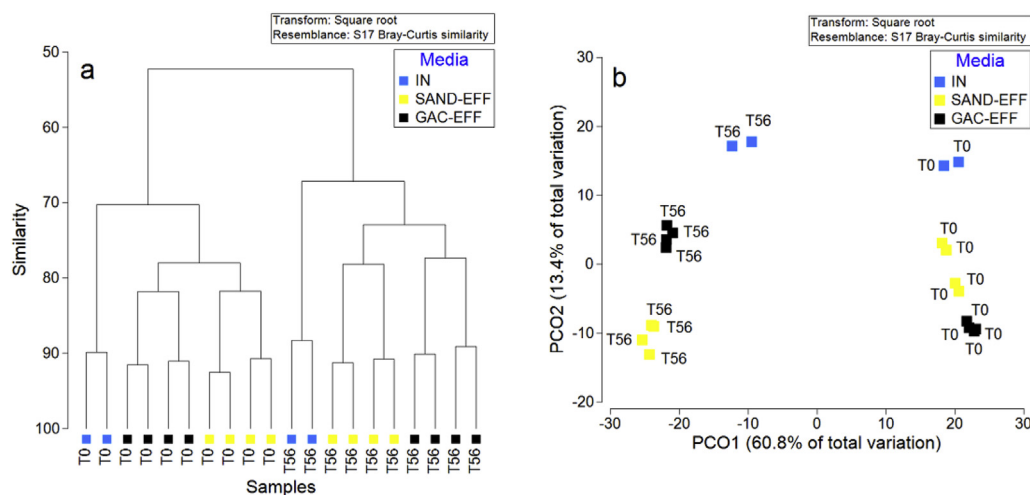 Transform: Square root
Resemblance: S17 Bray-Curtis similarity
a
Media
IN
SAND-EFF
GAC-EFF
50
60
70
80
90
100
Similarity
T0 T0 T0 T0 T0 T0 T0 T0 T0 T0 T56 T56 T56 T56 T56 T56 T56 T56 T56 T56
Samples
Transform: Square root
Resemblance: S17 Bray-Curtis similarity
b
Media
IN
SAND-EFF
GAC-EFF
30
20
10
0
-10
-20
PCO2 (13.4% of total variation)
T56 T56
T0 T0
T56
T56 T56
T56
T0
T0
T0
T0
T56
T56
T56
T56
T0
T0 T0
T0
-30 -20 -10 0 10 20 30
PCO1 (60.8% of total variation)